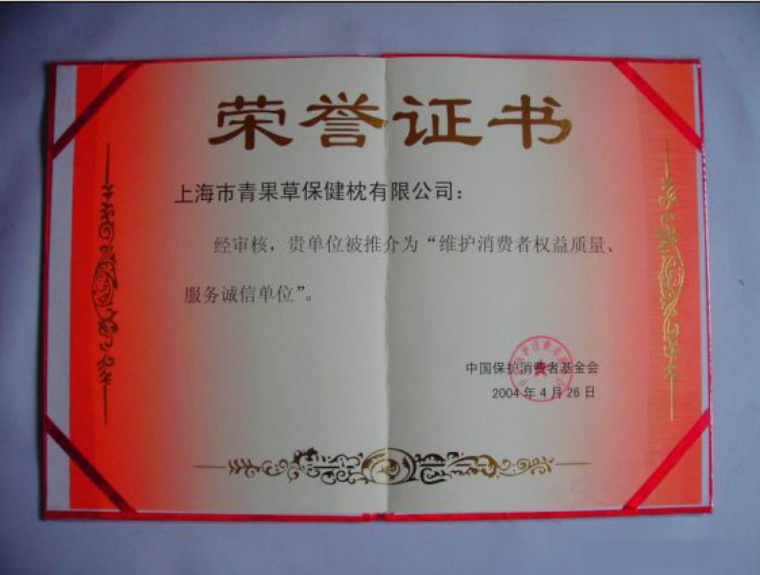 荣誉证书
上海市青果草保健枕有限公司：
经审核，贵单位被推介为“维护消费者权益质量、
服务诚信单位”。
中国保护消费者基金会
2004年4月26日